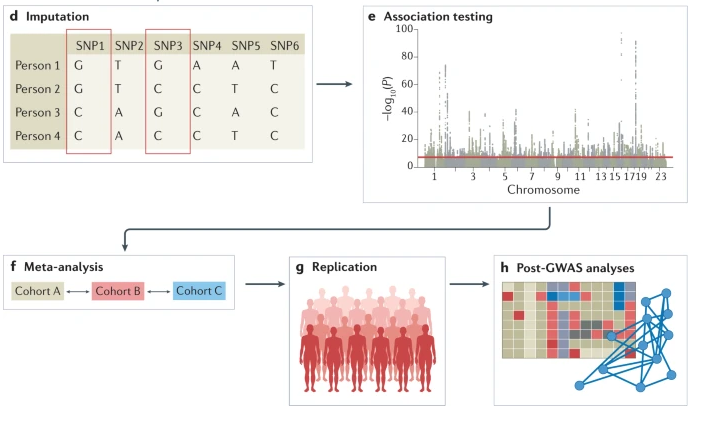 d Imputation
SNP1 SNP2 SNP3 SNP4 SNP5 SNP6
Person 1 G T G A A T
Person 2 G T C C T C
Person 3 C A G C A C
Person 4 C A C C T C
e Association testing
–log10(P)
100
80
60
40
20
0
1 3 5 7 9 11 13 15 17 19 23
Chromosome
f Meta-analysis
Cohort A Cohort B Cohort C
g Replication
h Post-GWAS analyses